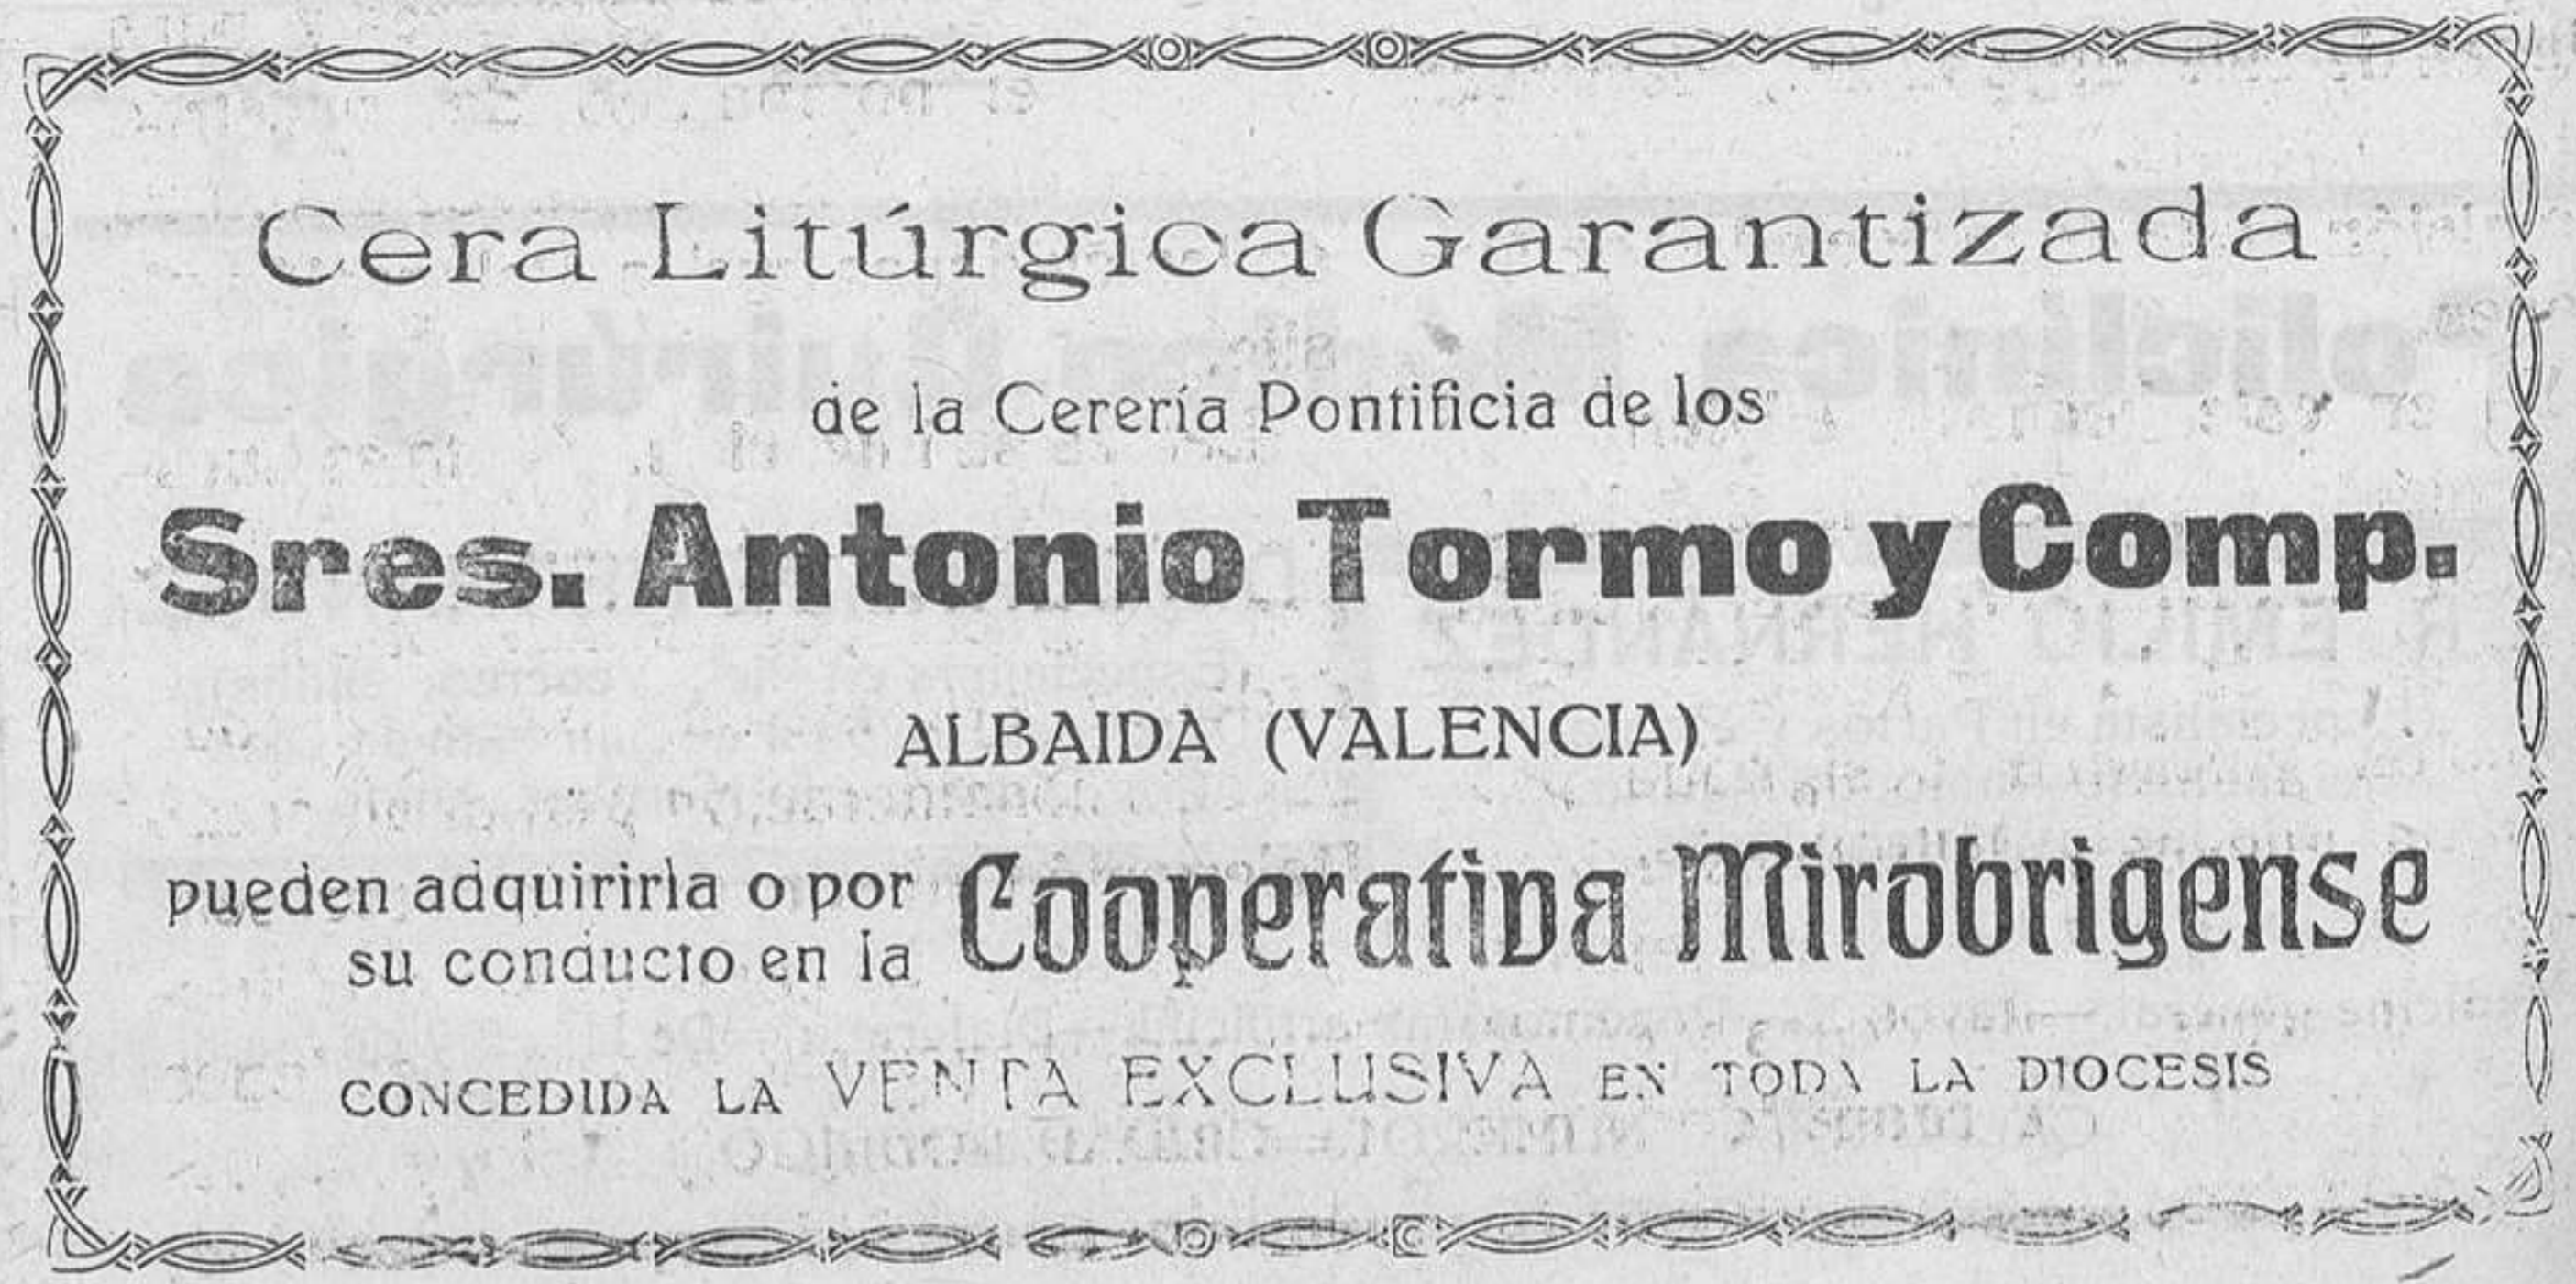 Cera Litúrgica Garantizada
de la Cerería Pontificia de los
Sres. Antonio Tormo y Comp.
ALBAIDA (VALENCIA)
pueden adquirirla o por
su conducto en la
Cooperativa Mirobrigense
CONCEDIDA LA VENTA EXCLUSIVA EN TODA LA DIOCESIS